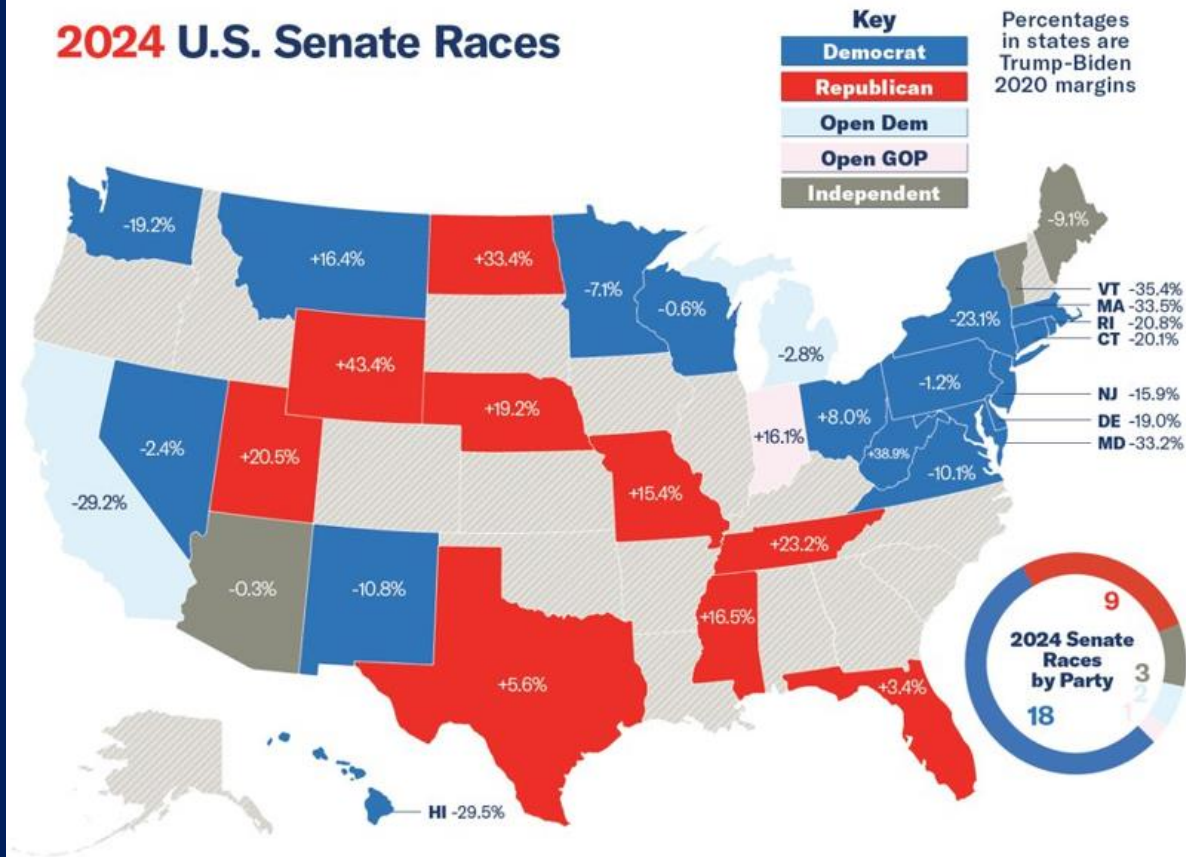 2024 U.S. Senate Races
Key
Democrat
Republican
Open Dem
Open GOP
Independent
Percentages
in states are
Trump-Biden
2020 margins
-19.2%
+16.4%
+33.4%
-7.1%
-0.6%
-2.8%
-9.1%
-23.1%
VT -35.4%
MA -33.5%
RI -20.8%
CT -20.1%
NJ -15.9%
DE -19.0%
MD -33.2%
+43.4%
+19.2%
-1.2%
+8.0%
+16.1%
+38.9%
-10.1%
-2.4%
+20.5%
+15.4%
-29.2%
+23.2%
-0.3%
-10.8%
+16.5%
+5.6%
+3.4%
HI -29.5%
9
2024 Senate
Races
by Party
3
2
1
18